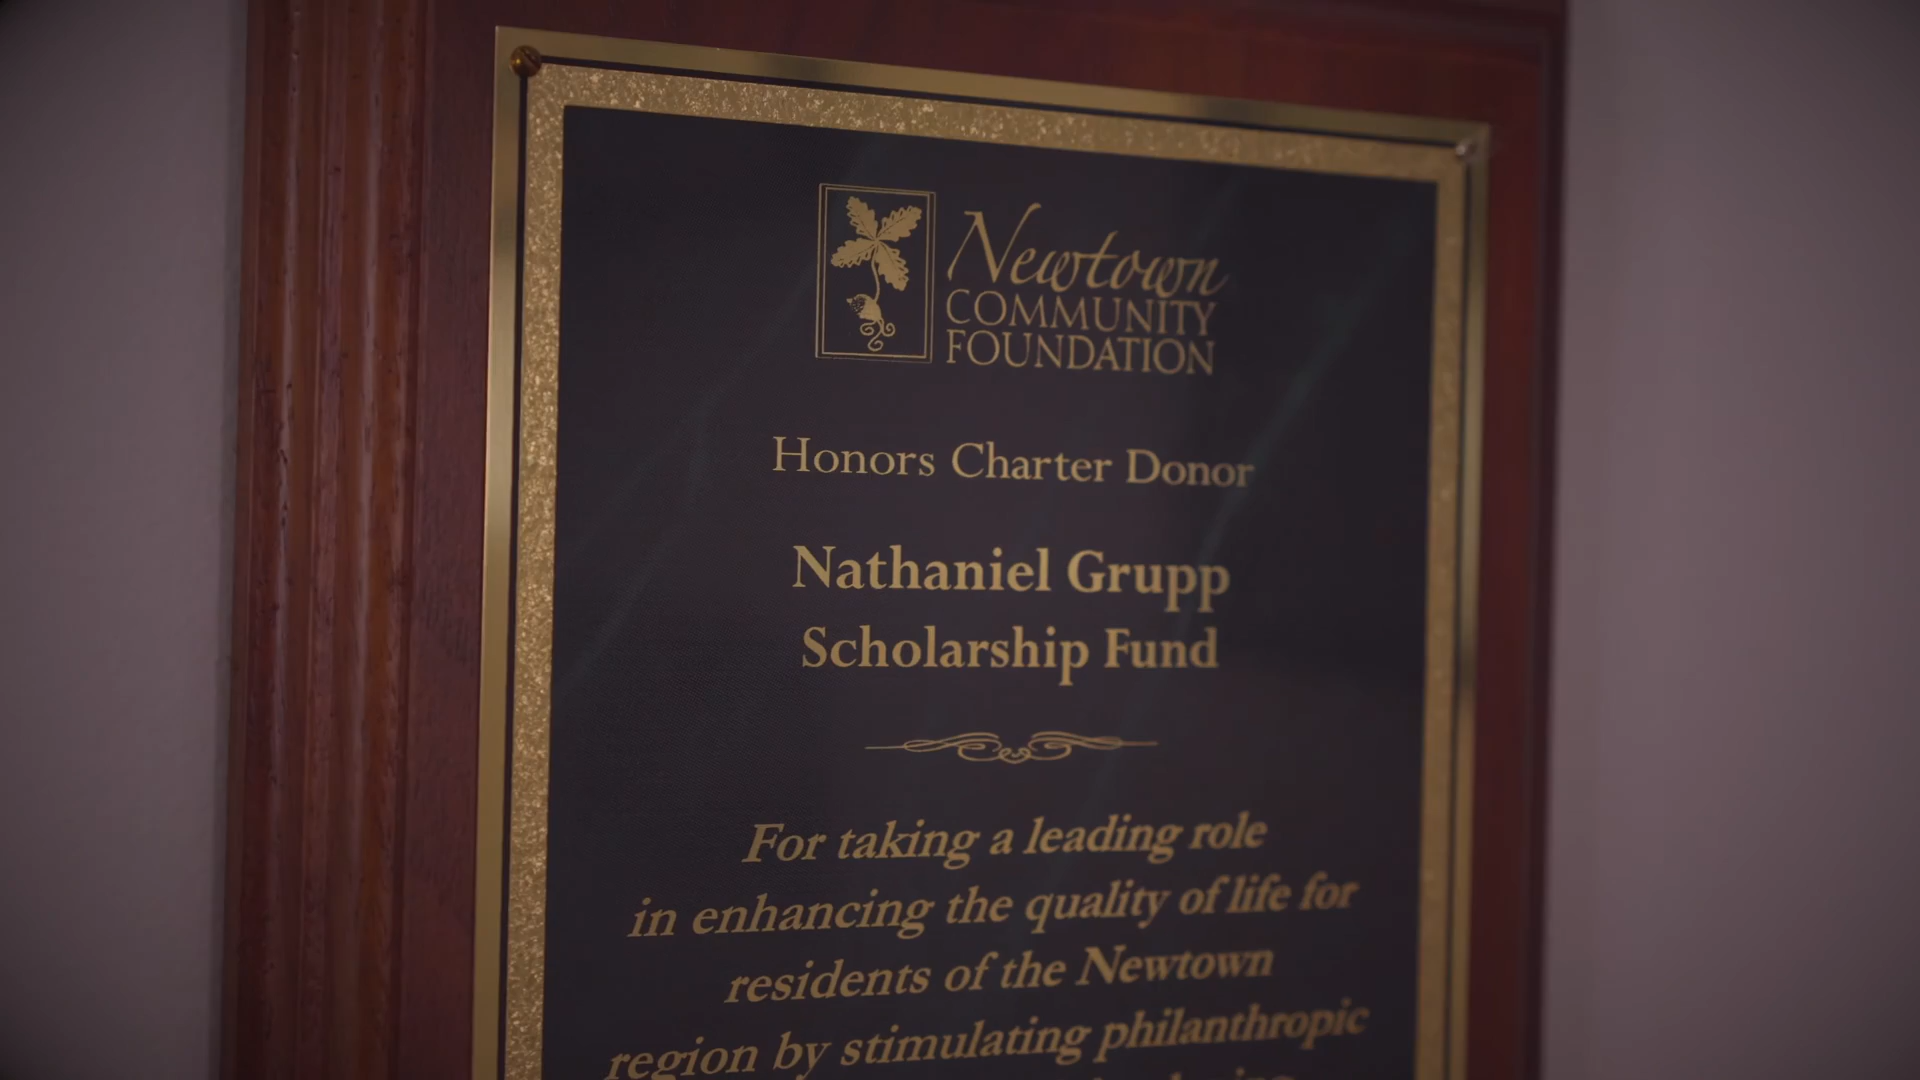 Newtown
COMMUNITY
FOUNDATION
Honors Charter Donor
Nathaniel Grupp
Scholarship Fund
For taking a leading role
in enhancing the quality of life for
residents of the Newtown
region by stimulating philanthropic